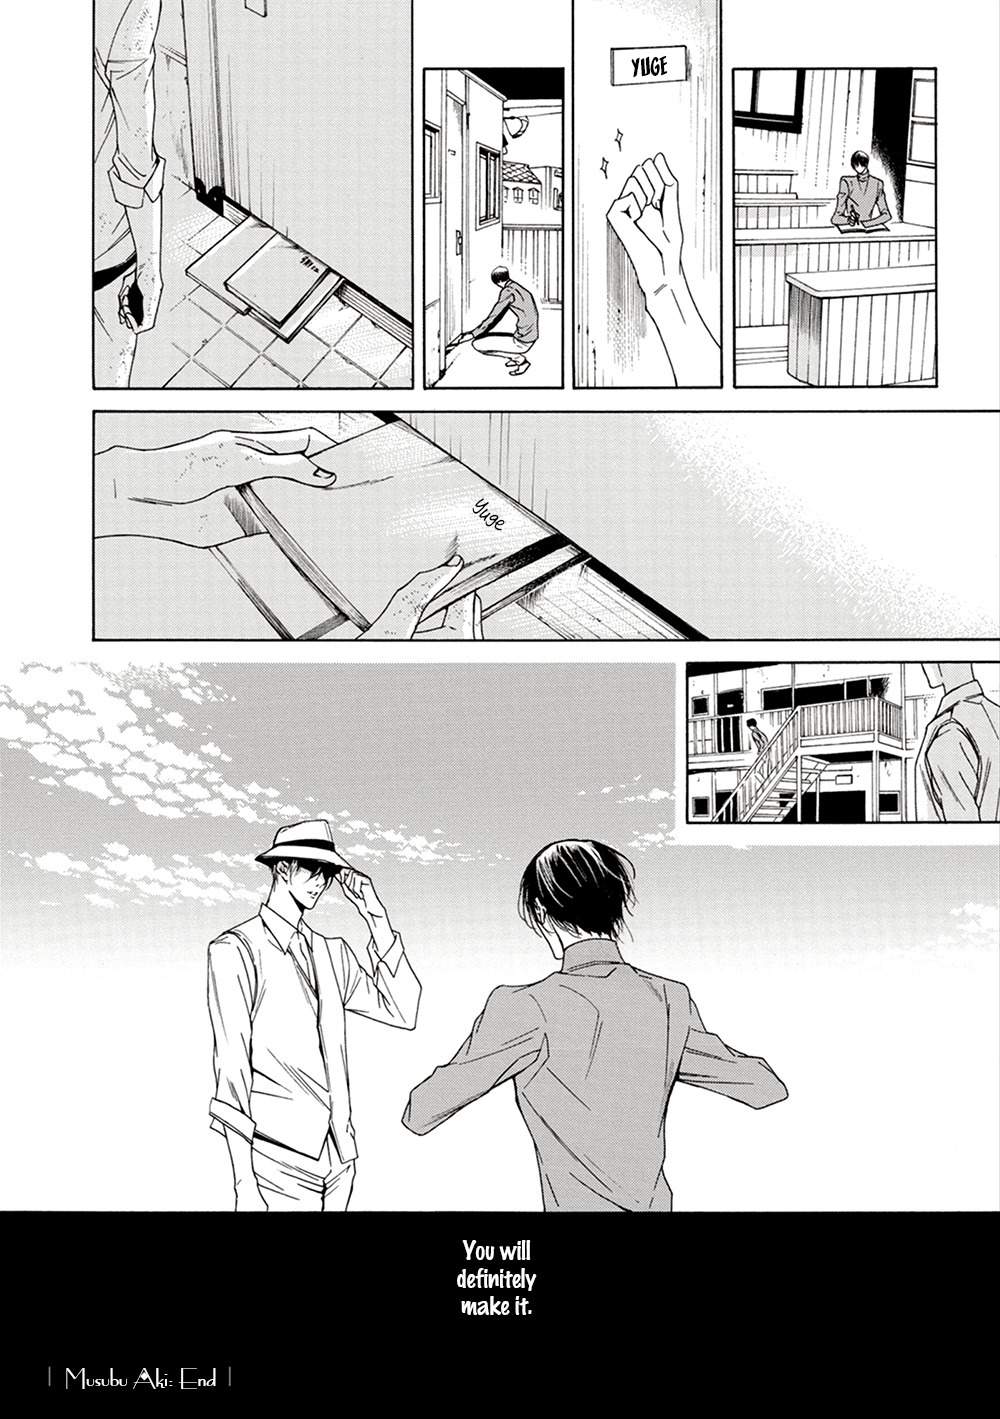 YUGE
Yuge
You will
definitely
make it.
| Musubu Aki: End |